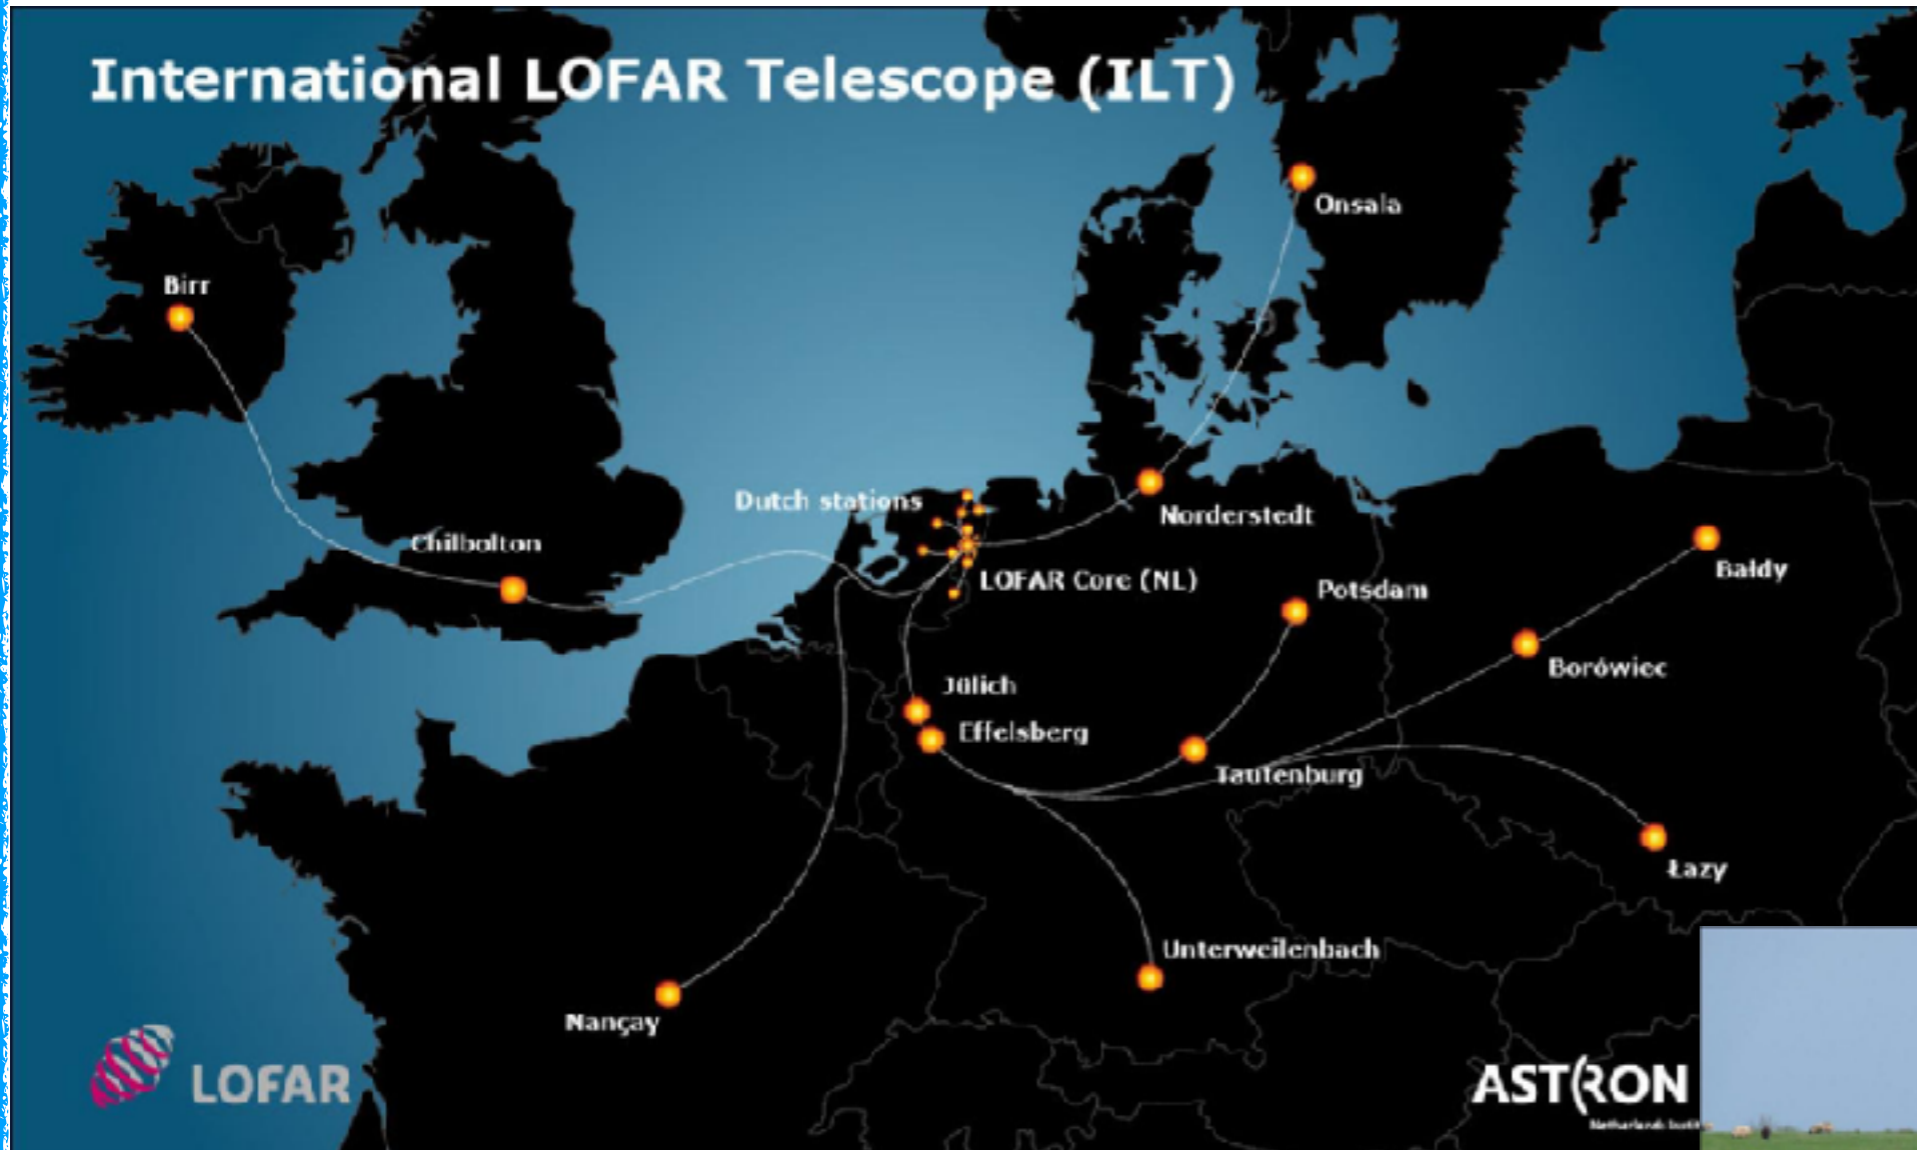 International LOFAR Telescope (ILT)
Onsala
Birr
Dutch stations
Norderstedt
Chilbolton
Bałdy
LOFAR Core (NL)
Potsdam
Borówiec
Jülich
Effelsberg
Tautenburg
Łazy
Unterweilenbach
Nançay
LOFAR
ASTRON
Netherlands